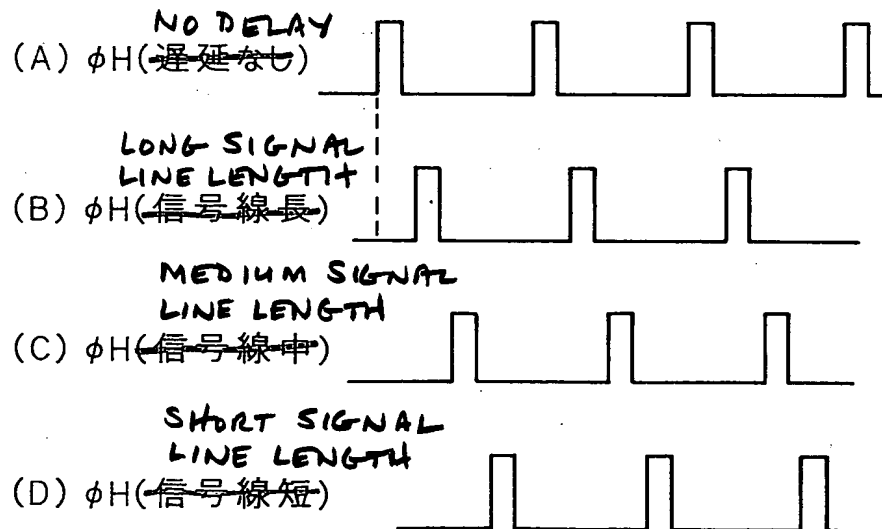 NO DELAY
(A) φH(遅延なし)
LONG SIGNAL
LINE LENGTH
(B) φH(信号線長)
MEDIUM SIGNAL
LINE LENGTH
(C) φH(信号線中)
SHORT SIGNAL
LINE LENGTH
(D) φH(信号線短)